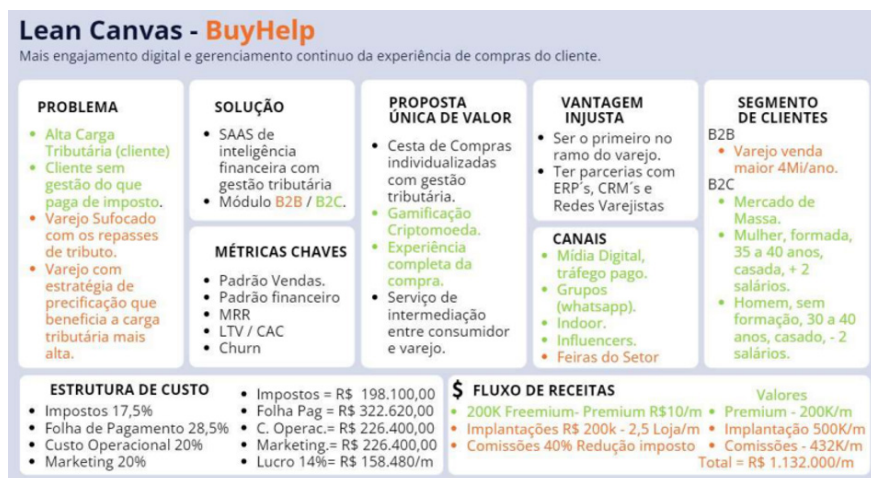 Lean Canvas - BuyHelp
Mais engajamento digital e gerenciamento continuo da experiência de compras do cliente.
PROBLEMA
• Alta Carga
Tributária (cliente)
• Cliente sem
gestão do que
paga de imposto.
• Varejo Sufocado
com os repasses
de tributo.
• Varejo com
estratégia de
precificação que
beneficia a carga
tributária mais
alta.
SOLUÇÃO
• SAAS de
inteligência
financeira com
gestão tributária
• Módulo B2B / B2C.
MÉTRICAS CHAVES
• Padrão Vendas.
• Padrão financeiro
• MRR
• LTV / CAC
• Churn
PROPOSTA
ÚNICA DE VALOR
• Cesta de Compras
individualizadas
com gestão
tributária.
• Gamificação
Criptomoeda.
• Experiência
completa da
compra.
• Serviço de
intermediação
entre consumidor
e varejo.
VANTAGEM
INJUSTA
• Ser o primeiro no
ramo do varejo.
• Ter parcerias com
ERP´s, CRM´s e
Redes Varejistas
CANAIS
• Mídia Digital,
tráfego pago.
• Grupos
(whatsapp).
• Indoor.
• Influencers.
• Feiras do Setor
SEGMENTO
DE CLIENTES
B2B
• Varejo venda
maior 4Mi/ano.
B2C
• Mercado de
Massa.
• Mulher, formada,
35 a 40 anos,
casada, + 2
salários.
• Homem, sem
formação, 30 a 40
anos, casado, - 2
salários.
ESTRUTURA DE CUSTO
• Impostos 17,5%
• Folha de Pagamento 28,5%
• Custo Operacional 20%
• Marketing 20%
• Impostos = R$ 198.100,00
• Folha Pag = R$ 322.620,00
• C. Operac.= R$ 226.400,00
• Marketing.= R$ 226.400,00
• Lucro 14%= R$ 158.480/m
$ FLUXO DE RECEITAS
• 200K Freemium- Premium R$10/m
• Implantações R$ 200k - 2,5 Loja/m
• Comissões 40% Redução imposto
Valores
• Premium - 200K/m
• Implantação 500K/m
• Comissões - 432K/m
Total = R$ 1.132.000/m